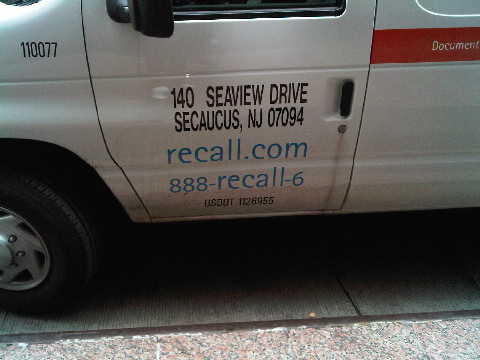 110077
Document
140 SEAVIEW DRIVE
SECAUCUS, NJ 07094
recall.com
888-recall-6
USDOT 1126955